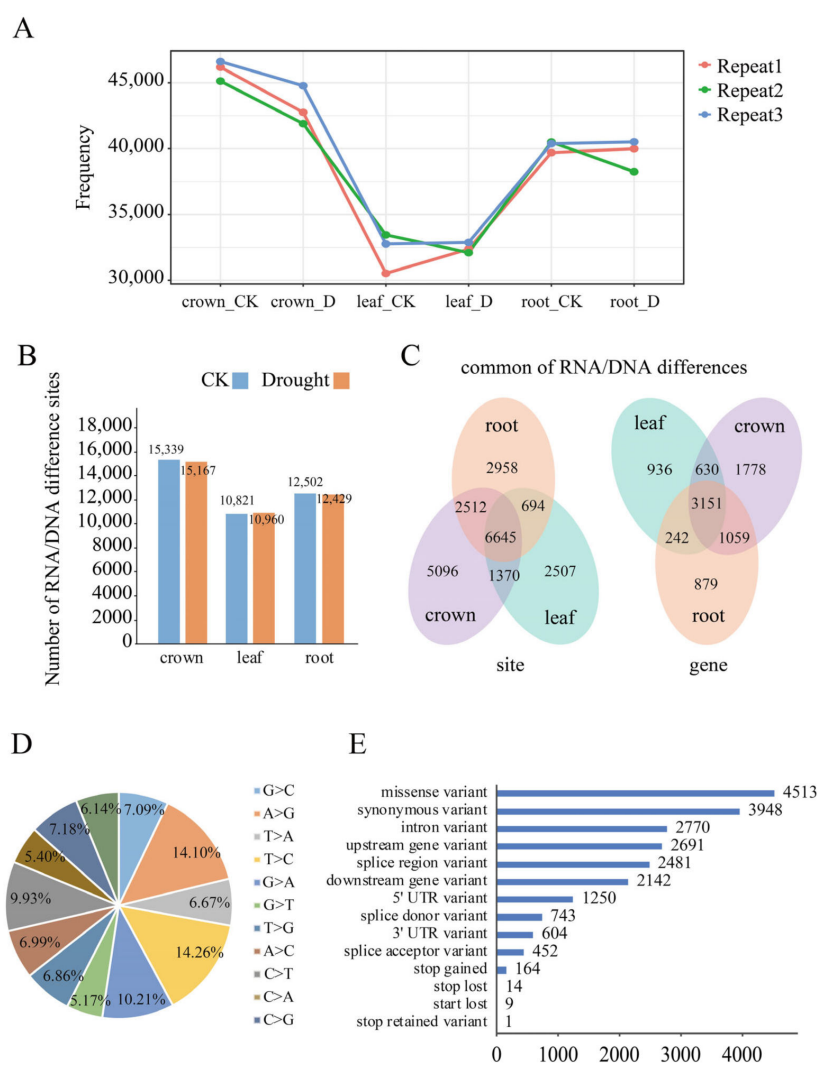 A
Frequency
45,000
40,000
35,000
30,000
crown_CK crown_D leaf_CK leaf_D root_CK root_D
Repeat1
Repeat2
Repeat3
B
CK Drought
Number of RNA/DNA difference sites
18,000
16,000
14,000
12,000
10,000
8000
6000
4000
2000
0
15,339
15,167
10,821
10,960
12,502
12,429
crown leaf root
C
common of RNA/DNA differences
root
2958
2512 694
6645
5096 1370 2507
crown leaf
site
leaf crown
936 630 1778
3151
242 1059
879
root
gene
D
6.14% 7.09%
7.18%
14.10%
5.40%
9.93% 6.67%
6.99% 14.26%
6.86%
5.17% 10.21%
G>C
A>G
T>A
T>C
G>A
G>T
T>G
A>C
C>T
C>A
C>G
E
missense variant 4513
synonymous variant 3948
intron variant 2770
upstream gene variant 2691
splice region variant 2481
downstream gene variant 2142
5' UTR variant 1250
splice donor variant 743
3' UTR variant 604
splice acceptor variant 452
stop gained 164
stop lost 14
start lost 9
stop retained variant 1
0 1000 2000 3000 4000